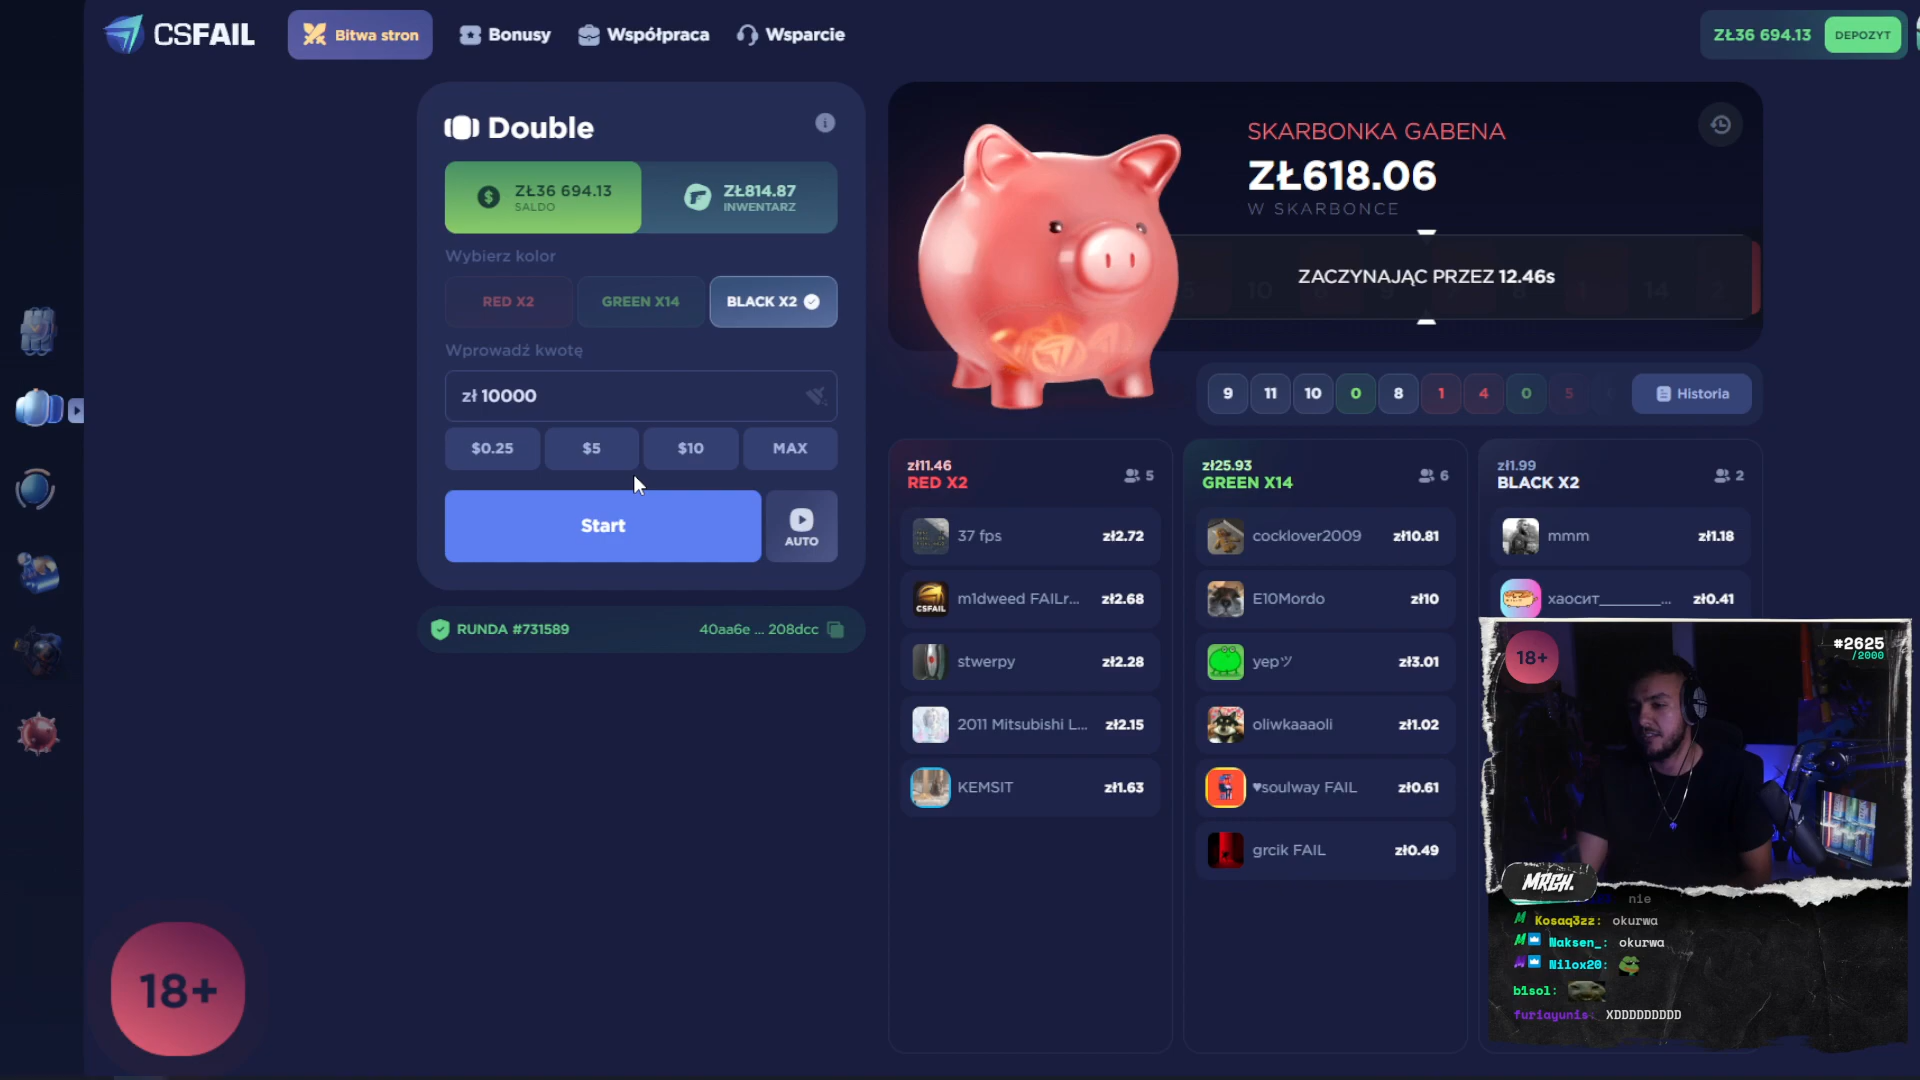 CSFAIL
Bitwa stron
Bonusy
Współpraca
Wsparcie
ZŁ36 694.13
DEPOZYT
Double
ZŁ36 694.13
SALDO
ZŁ814.87
INWENTARZ
Wybierz kolor
RED X2
GREEN X14
BLACK X2
Wprowadź kwotę
zł 10000
$0.25
$5
$10
MAX
Start
AUTO
RUNDA #731589
40aa6e ... 208dcc
SKARBONKA GABENA
ZŁ618.06
W SKARBONCE
ZACZYNAJĄC PRZEZ 12.46s
9
11
10
0
8
1
4
0
5
Historia
zł11.46
RED X2
5
37 fps zł2.72
m1dweed FAILr... zł2.68
stwerpy zł2.28
2011 Mitsubishi L... zł2.15
KEMSIT zł1.63
zł25.93
GREEN X14
6
cocklover2009 zł10.81
E10Mordo zł10
yepツ zł3.01
oliwkaaaoli zł1.02
♥soulway FAIL zł0.61
grcik FAIL zł0.49
zł1.99
BLACK X2
2
mmm zł1.18
хаосит________... zł0.41
18+
#2625
/2000
MRGH.
nie
Kosaq3zz: okurwa
Naksen_: okurwa
Nilox20:
b1sol:
furiayunis: XDDDDDDDDD
18+